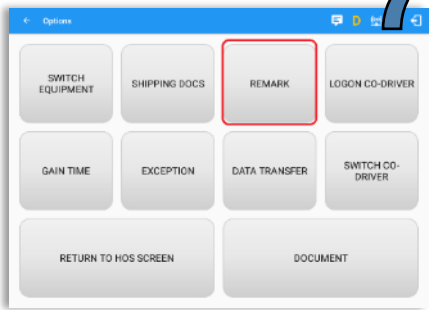 ← Options
D
7
SWITCH
EQUIPMENT
SHIPPING DOCS
REMARK
LOGON CO-DRIVER
GAIN TIME
EXCEPTION
DATA TRANSFER
SWITCH CO-
DRIVER
RETURN TO HOS SCREEN
DOCUMENT